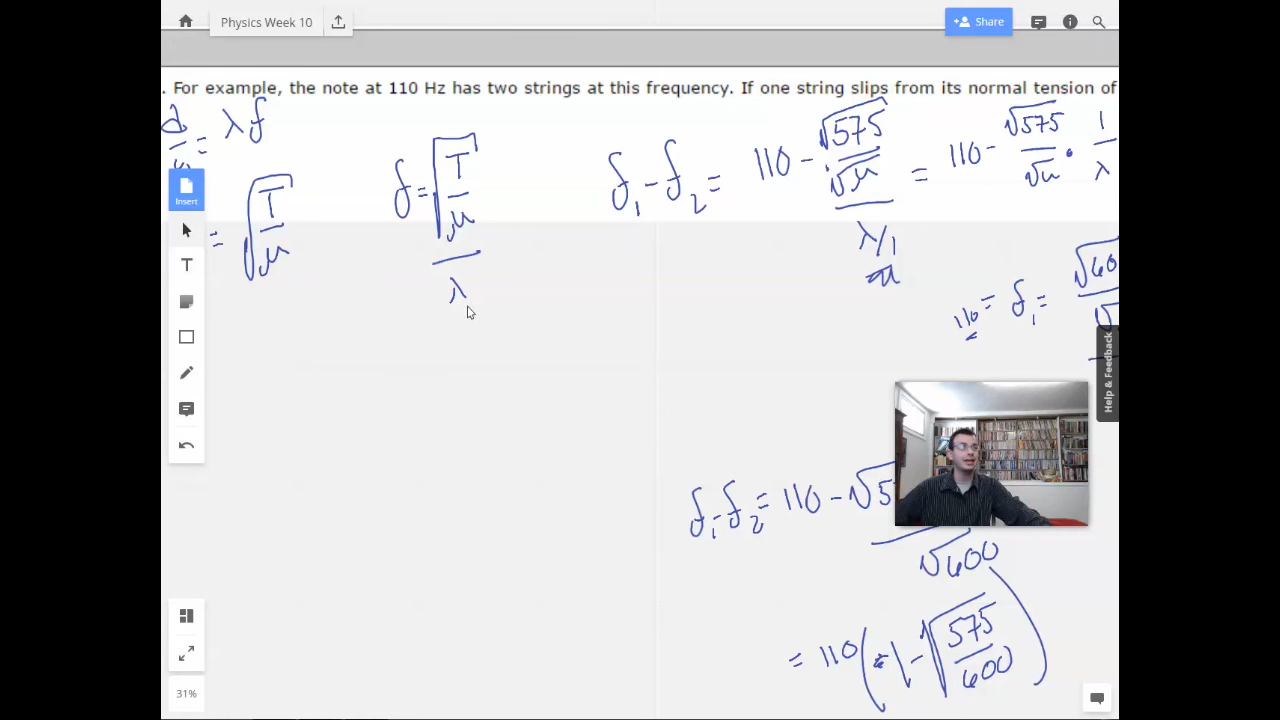 Physics Week 10
Share
. For example, the note at 110 Hz has two strings at this frequency. If one string slips from its normal tension of
= λf
= √(T/μ)
f = √(T/μ) / λ
f₁ - f₂ = 110 - (√575/√μ) / (λ/1) = 110 - √575/√μ · 1/λ
110 = f₁ =
Insert
T
Help & Feedback
f₁ - f₂ = 110 - √5
√600
= 110 ( 1 - √(575/600) )
31%